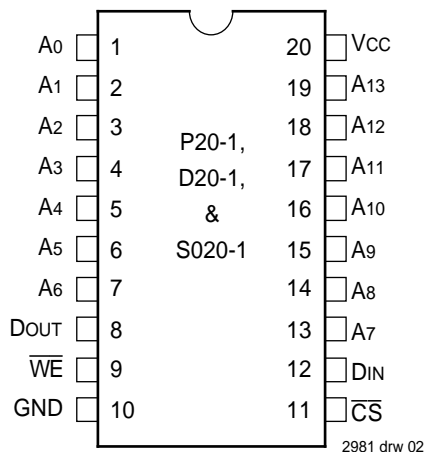 A0 1 20 VCC
A1 2 19 A13
A2 3 18 A12
P20-1,
A3 4 17 A11
D20-1,
A4 5 & 16 A10
A5 6 S020-1 15 A9
A6 7 14 A8
DOUT 8 13 A7
WE 9 12 DIN
GND 10 11 CS
2981 drw 02